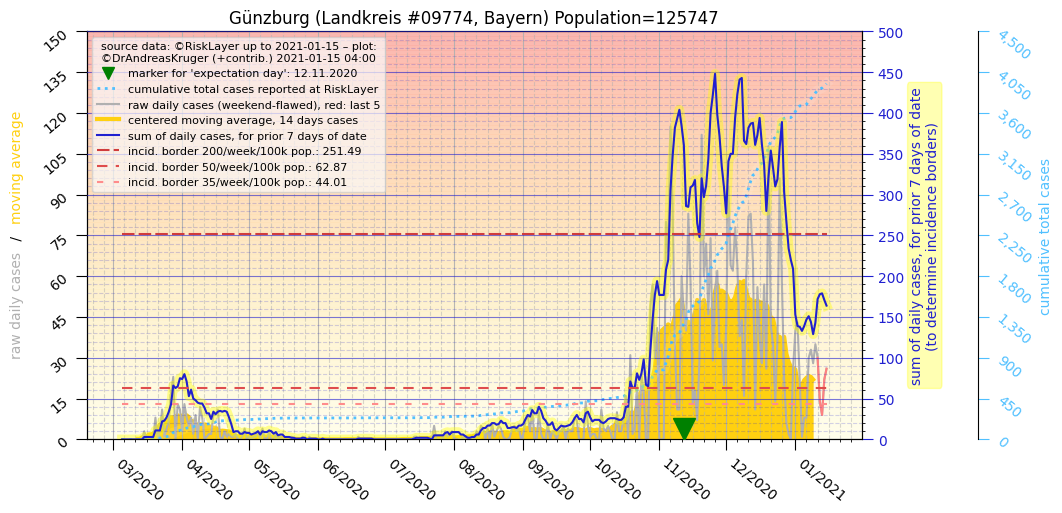 Günzburg (Landkreis #09774, Bayern) Population=125747
source data: ©RiskLayer up to 2021-01-15 – plot:
©DrAndreasKruger (+contrib.) 2021-01-15 04:00
marker for 'expectation day': 12.11.2020
cumulative total cases reported at RiskLayer
raw daily cases (weekend-flawed), red: last 5
centered moving average, 14 days cases
sum of daily cases, for prior 7 days of date
incid. border 200/week/100k pop.: 251.49
incid. border 50/week/100k pop.: 62.87
incid. border 35/week/100k pop.: 44.01
raw daily cases / moving average
150
135
120
105
90
75
60
45
30
15
0
03/2020
04/2020
05/2020
06/2020
07/2020
08/2020
09/2020
10/2020
11/2020
12/2020
01/2021
500
450
400
350
300
250
200
150
100
50
0
sum of daily cases, for prior 7 days of date
(to determine incidence borders)
4,500
4,050
3,600
3,150
2,700
2,250
1,800
1,350
900
450
0
cumulative total cases